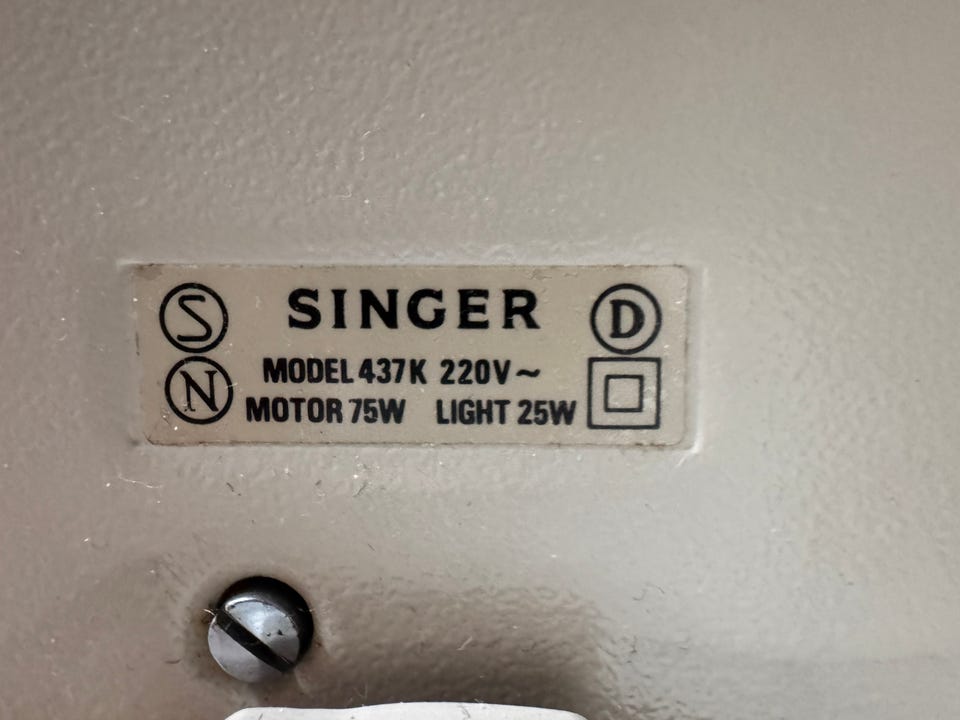 S SINGER D
N MODEL 437K 220V~
MOTOR 75W LIGHT 25W